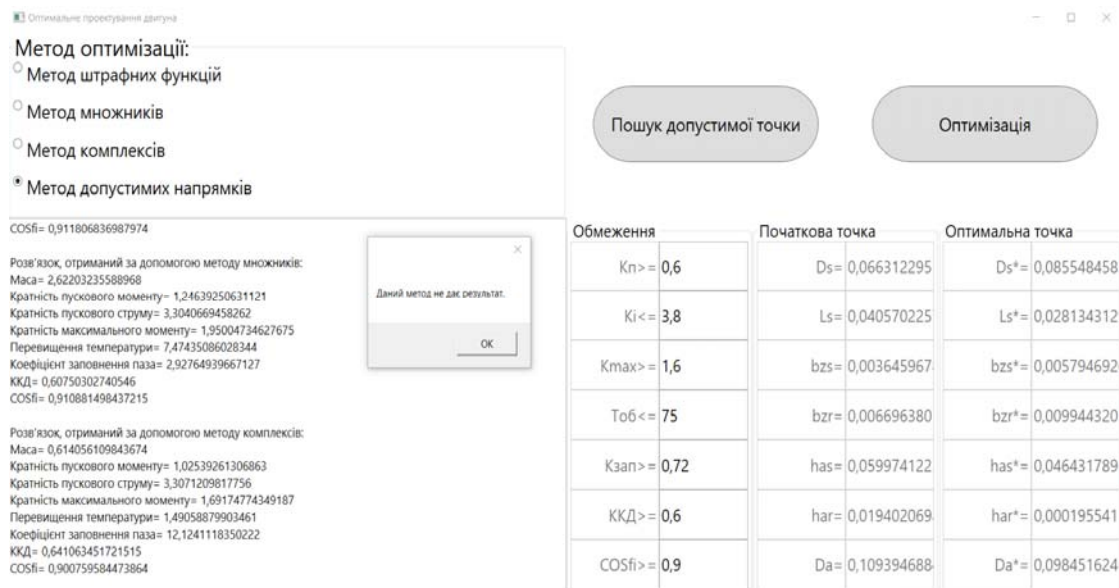 Оптимальне проектування двигуна
Метод оптимізації:
Метод штрафних функцій
Метод множників
Метод комплексів
Метод допустимих напрямків
Пошук допустимої точки
Оптимізація
COSfi= 0,911806836987974
Розв'язок, отриманий за допомогою методу множників:
Маса= 2,62203235588968
Кратність пускового моменту= 1,24639250631121
Кратність пускового струму= 3,3040669458262
Кратність максимального моменту= 1,95004734627675
Перевищення температури= 7,47435086028344
Коефіцієнт заповнення паза= 2,92764939667127
ККД= 0,60750302740546
COSfi= 0,910881498437215
Розв'язок, отриманий за допомогою методу комплексів:
Маса= 0,614056109843674
Кратність пускового моменту= 1,02539261306863
Кратність пускового струму= 3,3071209817756
Кратність максимального моменту= 1,69174774349187
Перевищення температури= 1,49058879903461
Коефіцієнт заповнення паза= 12,1241118350222
ККД= 0,641063451721515
COSfi= 0,900759584473864
Даний метод не дає результат.
OK
Обмеження
Кп>= 0,6
Кі<= 3,8
Kmax>= 1,6
Тоб<= 75
Кзап>= 0,72
ККД>= 0,6
COSfi>= 0,9
Початкова точка
Ds= 0,066312295
Ls= 0,040570225
bzs= 0,003645967
bzr= 0,006696380
has= 0,059974122
har= 0,019402069
Da= 0,109394688
Оптимальна точка
Ds*= 0,085548458
Ls*= 0,028134312
bzs*= 0,005794692
bzr*= 0,009944320
has*= 0,046431789
har*= 0,000195541
Da*= 0,098451624